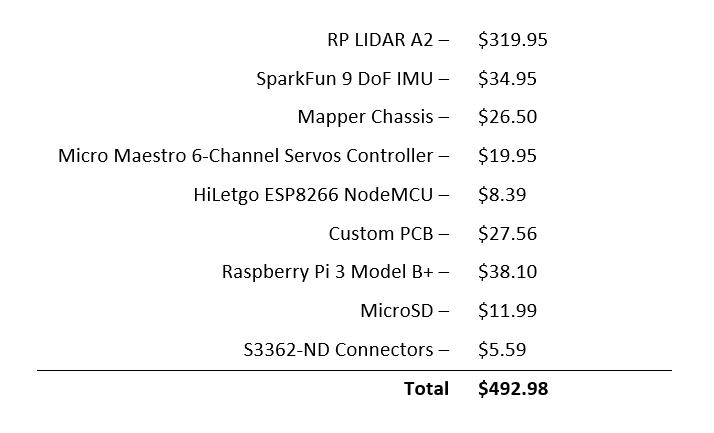 RP LIDAR A2 – $319.95
SparkFun 9 DoF IMU – $34.95
Mapper Chassis – $26.50
Micro Maestro 6-Channel Servos Controller – $19.95
HiLetgo ESP8266 NodeMCU – $8.39
Custom PCB – $27.56
Raspberry Pi 3 Model B+ – $38.10
MicroSD – $11.99
S3362-ND Connectors – $5.59
Total $492.98